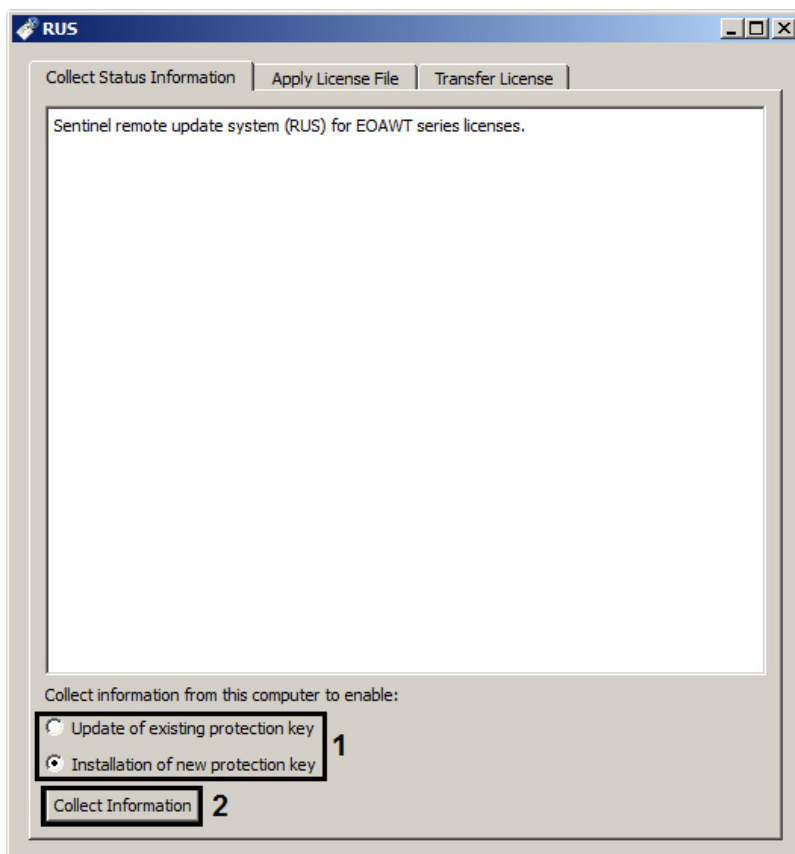 RUS
Collect Status Information Apply License File Transfer License
Sentinel remote update system (RUS) for EOAWT series licenses.
Collect information from this computer to enable:
Update of existing protection key
1
Installation of new protection key
Collect Information 2